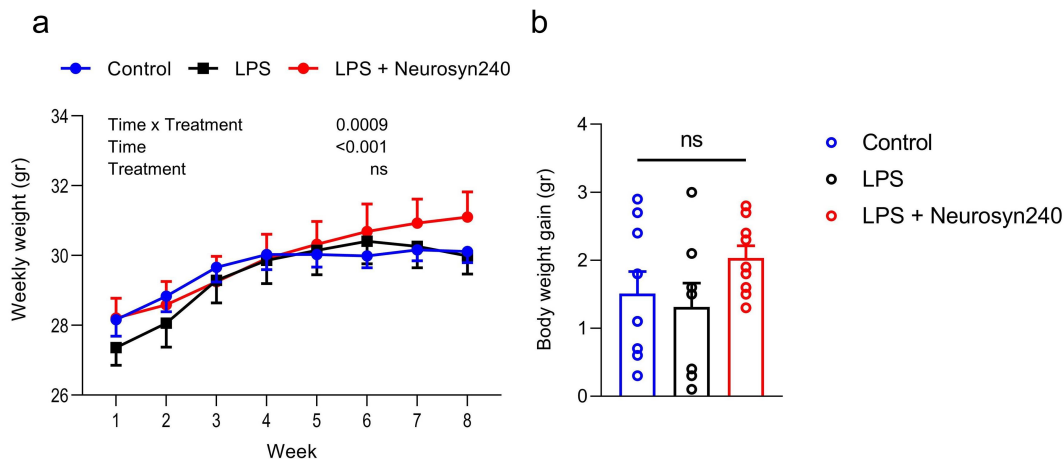 a
Control LPS LPS + Neurosyn240
Weekly weight (gr)
34
32
30
28
26
Time x Treatment 0.0009
Time <0.001
Treatment ns
1 2 3 4 5 6 7 8
Week
b
Body weight gain (gr)
4
3
2
1
0
ns
Control
LPS
LPS + Neurosyn240